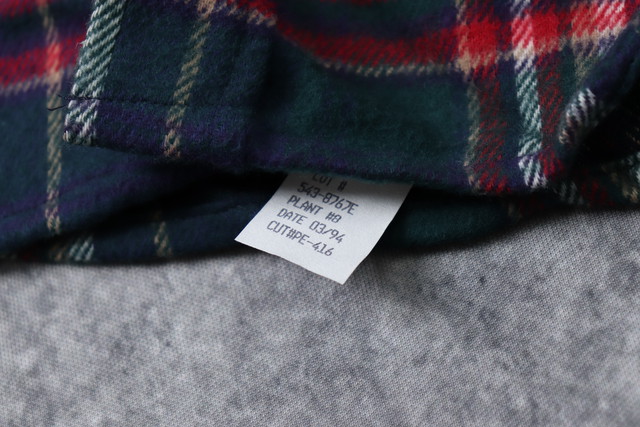 LOT #
543-8767E
PLANT #8
DATE 03/94
CUT#PE-416